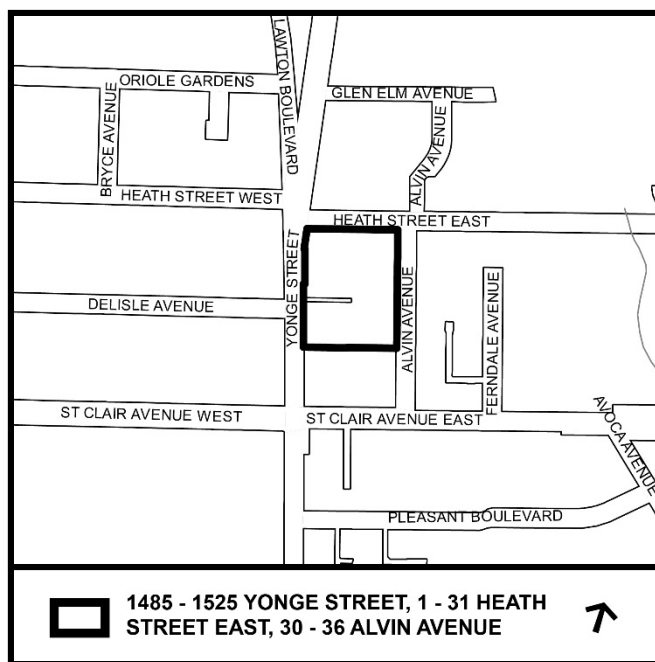 LAWTON BOULEVARD
ORIOLE GARDENS
GLEN ELM AVENUE
BRYCE AVENUE
ALVIN AVENUE
HEATH STREET WEST
HEATH STREET EAST
YONGE STREET
DELISLE AVENUE
ALVIN AVENUE
FERNDALE AVENUE
ST CLAIR AVENUE WEST
ST CLAIR AVENUE EAST
AVOCA AVENUE
PLEASANT BOULEVARD
1485 - 1525 YONGE STREET, 1 - 31 HEATH
STREET EAST, 30 - 36 ALVIN AVENUE